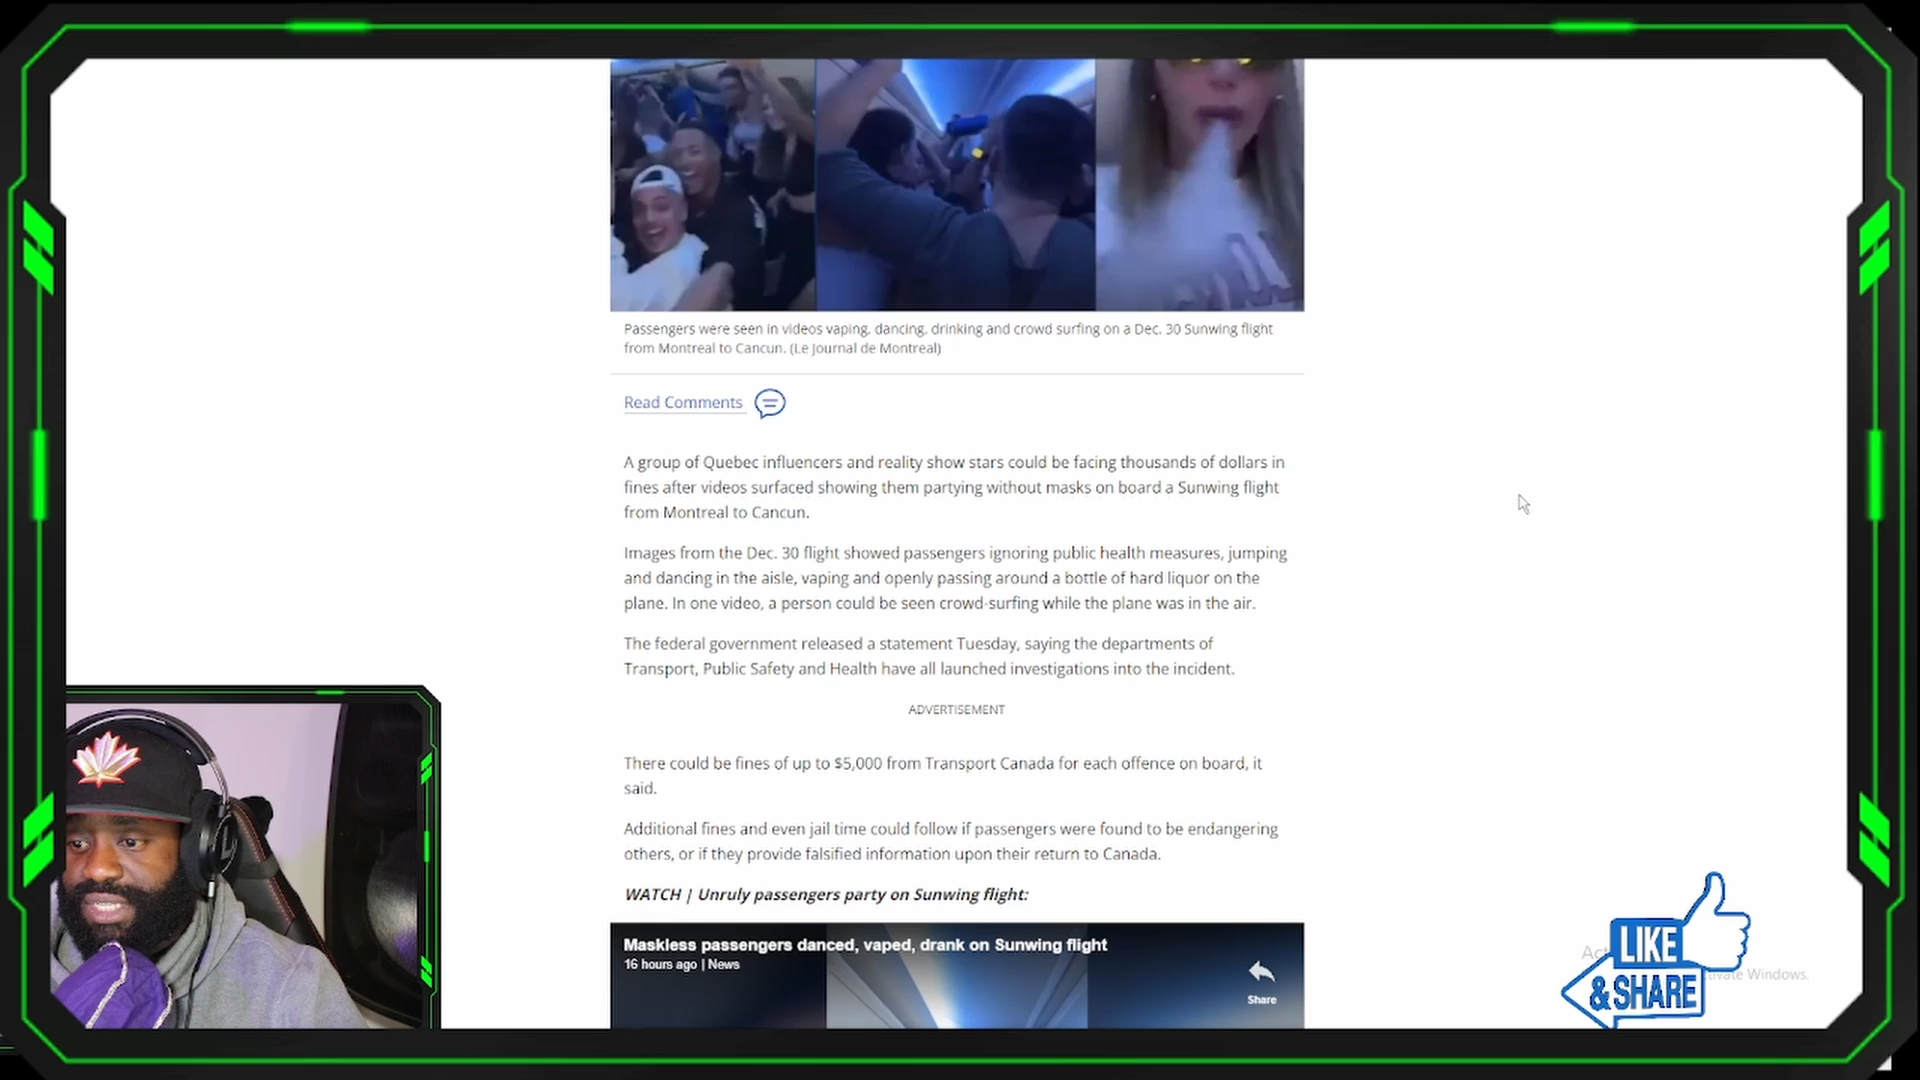 Passengers were seen in videos vaping, dancing, drinking and crowd surfing on a Dec. 30 Sunwing flight
from Montreal to Cancun. (Le Journal de Montreal)
Read Comments
A group of Quebec influencers and reality show stars could be facing thousands of dollars in
fines after videos surfaced showing them partying without masks on board a Sunwing flight
from Montreal to Cancun.
Images from the Dec. 30 flight showed passengers ignoring public health measures, jumping
and dancing in the aisle, vaping and openly passing around a bottle of hard liquor on the
plane. In one video, a person could be seen crowd-surfing while the plane was in the air.
The federal government released a statement Tuesday, saying the departments of
Transport, Public Safety and Health have all launched investigations into the incident.
ADVERTISEMENT
There could be fines of up to $5,000 from Transport Canada for each offence on board, it
said.
Additional fines and even jail time could follow if passengers were found to be endangering
others, or if they provide falsified information upon their return to Canada.
WATCH | Unruly passengers party on Sunwing flight:
Maskless passengers danced, vaped, drank on Sunwing flight
16 hours ago | News
Share
LIKE
& SHARE
Windows.